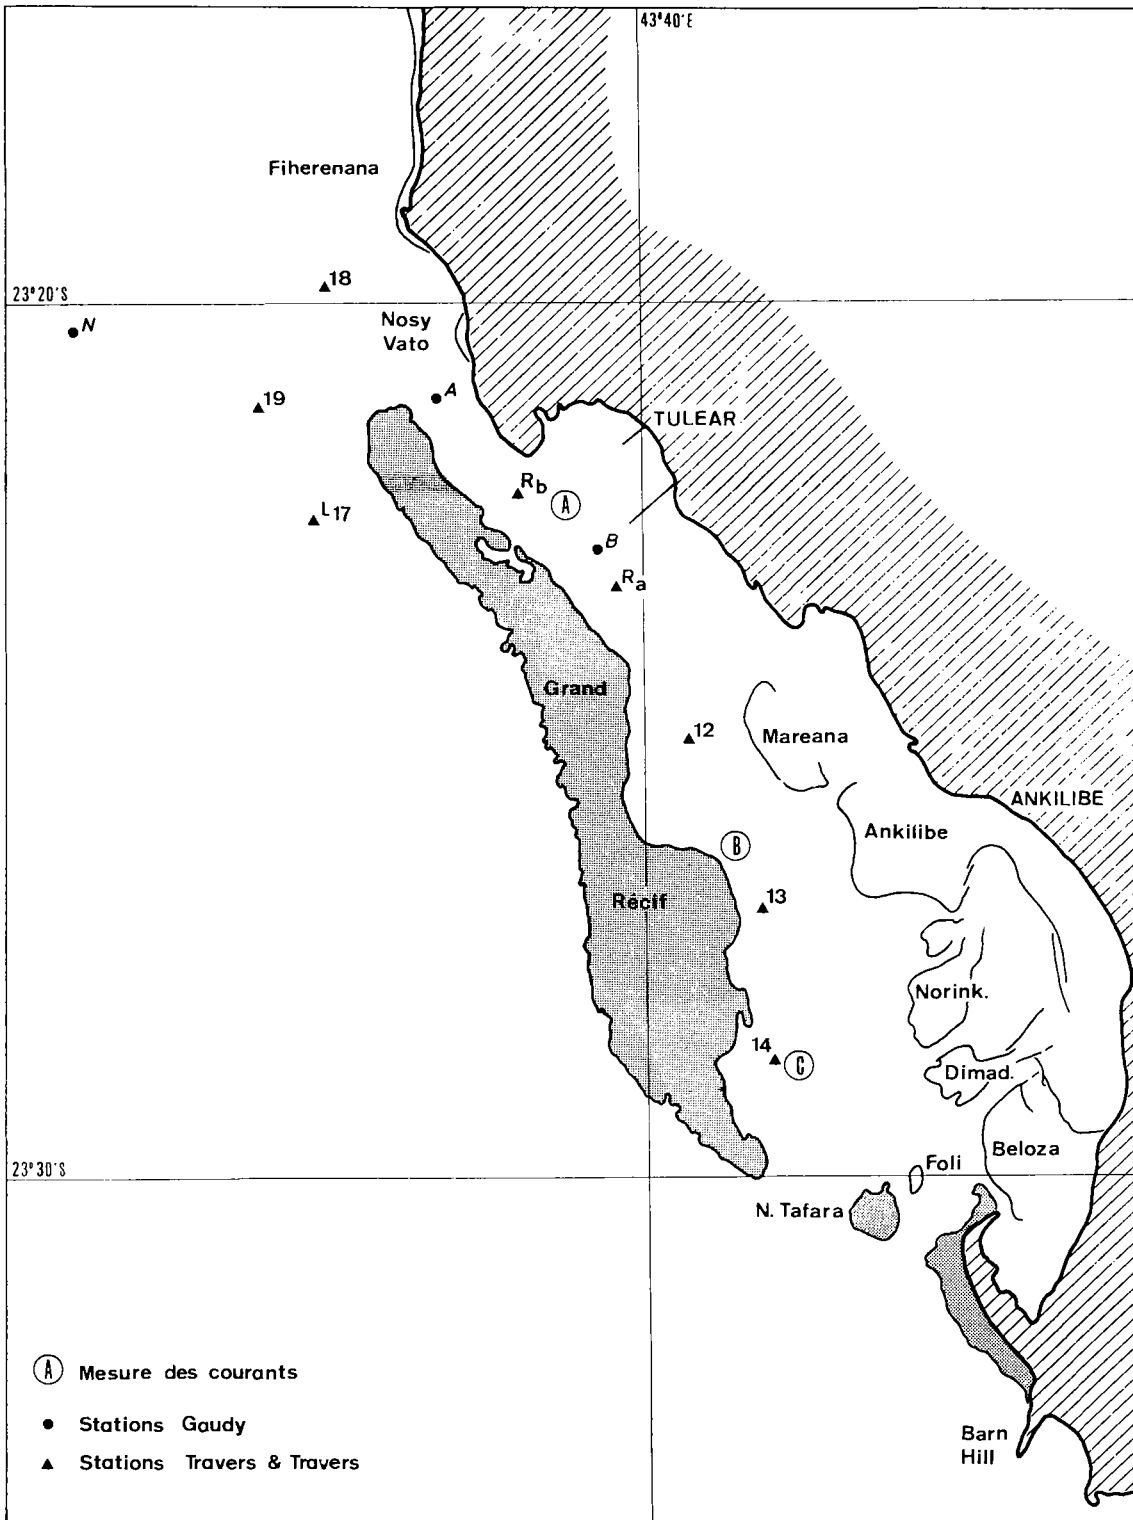 43°40'E
Fiherenana
18
23°20'S
N
Nosy
Vato
A
19
TULEAR
Rb
A
L17
B
Ra
Grand
12
Mareana
ANKILIBE
Ankilibe
B
Récif
13
Norink.
14
C
Dimad.
Beloza
Foli
23°30'S
N. Tafara
A Mesure des courants
Stations Gaudy
Stations Travers & Travers
Barn
Hill